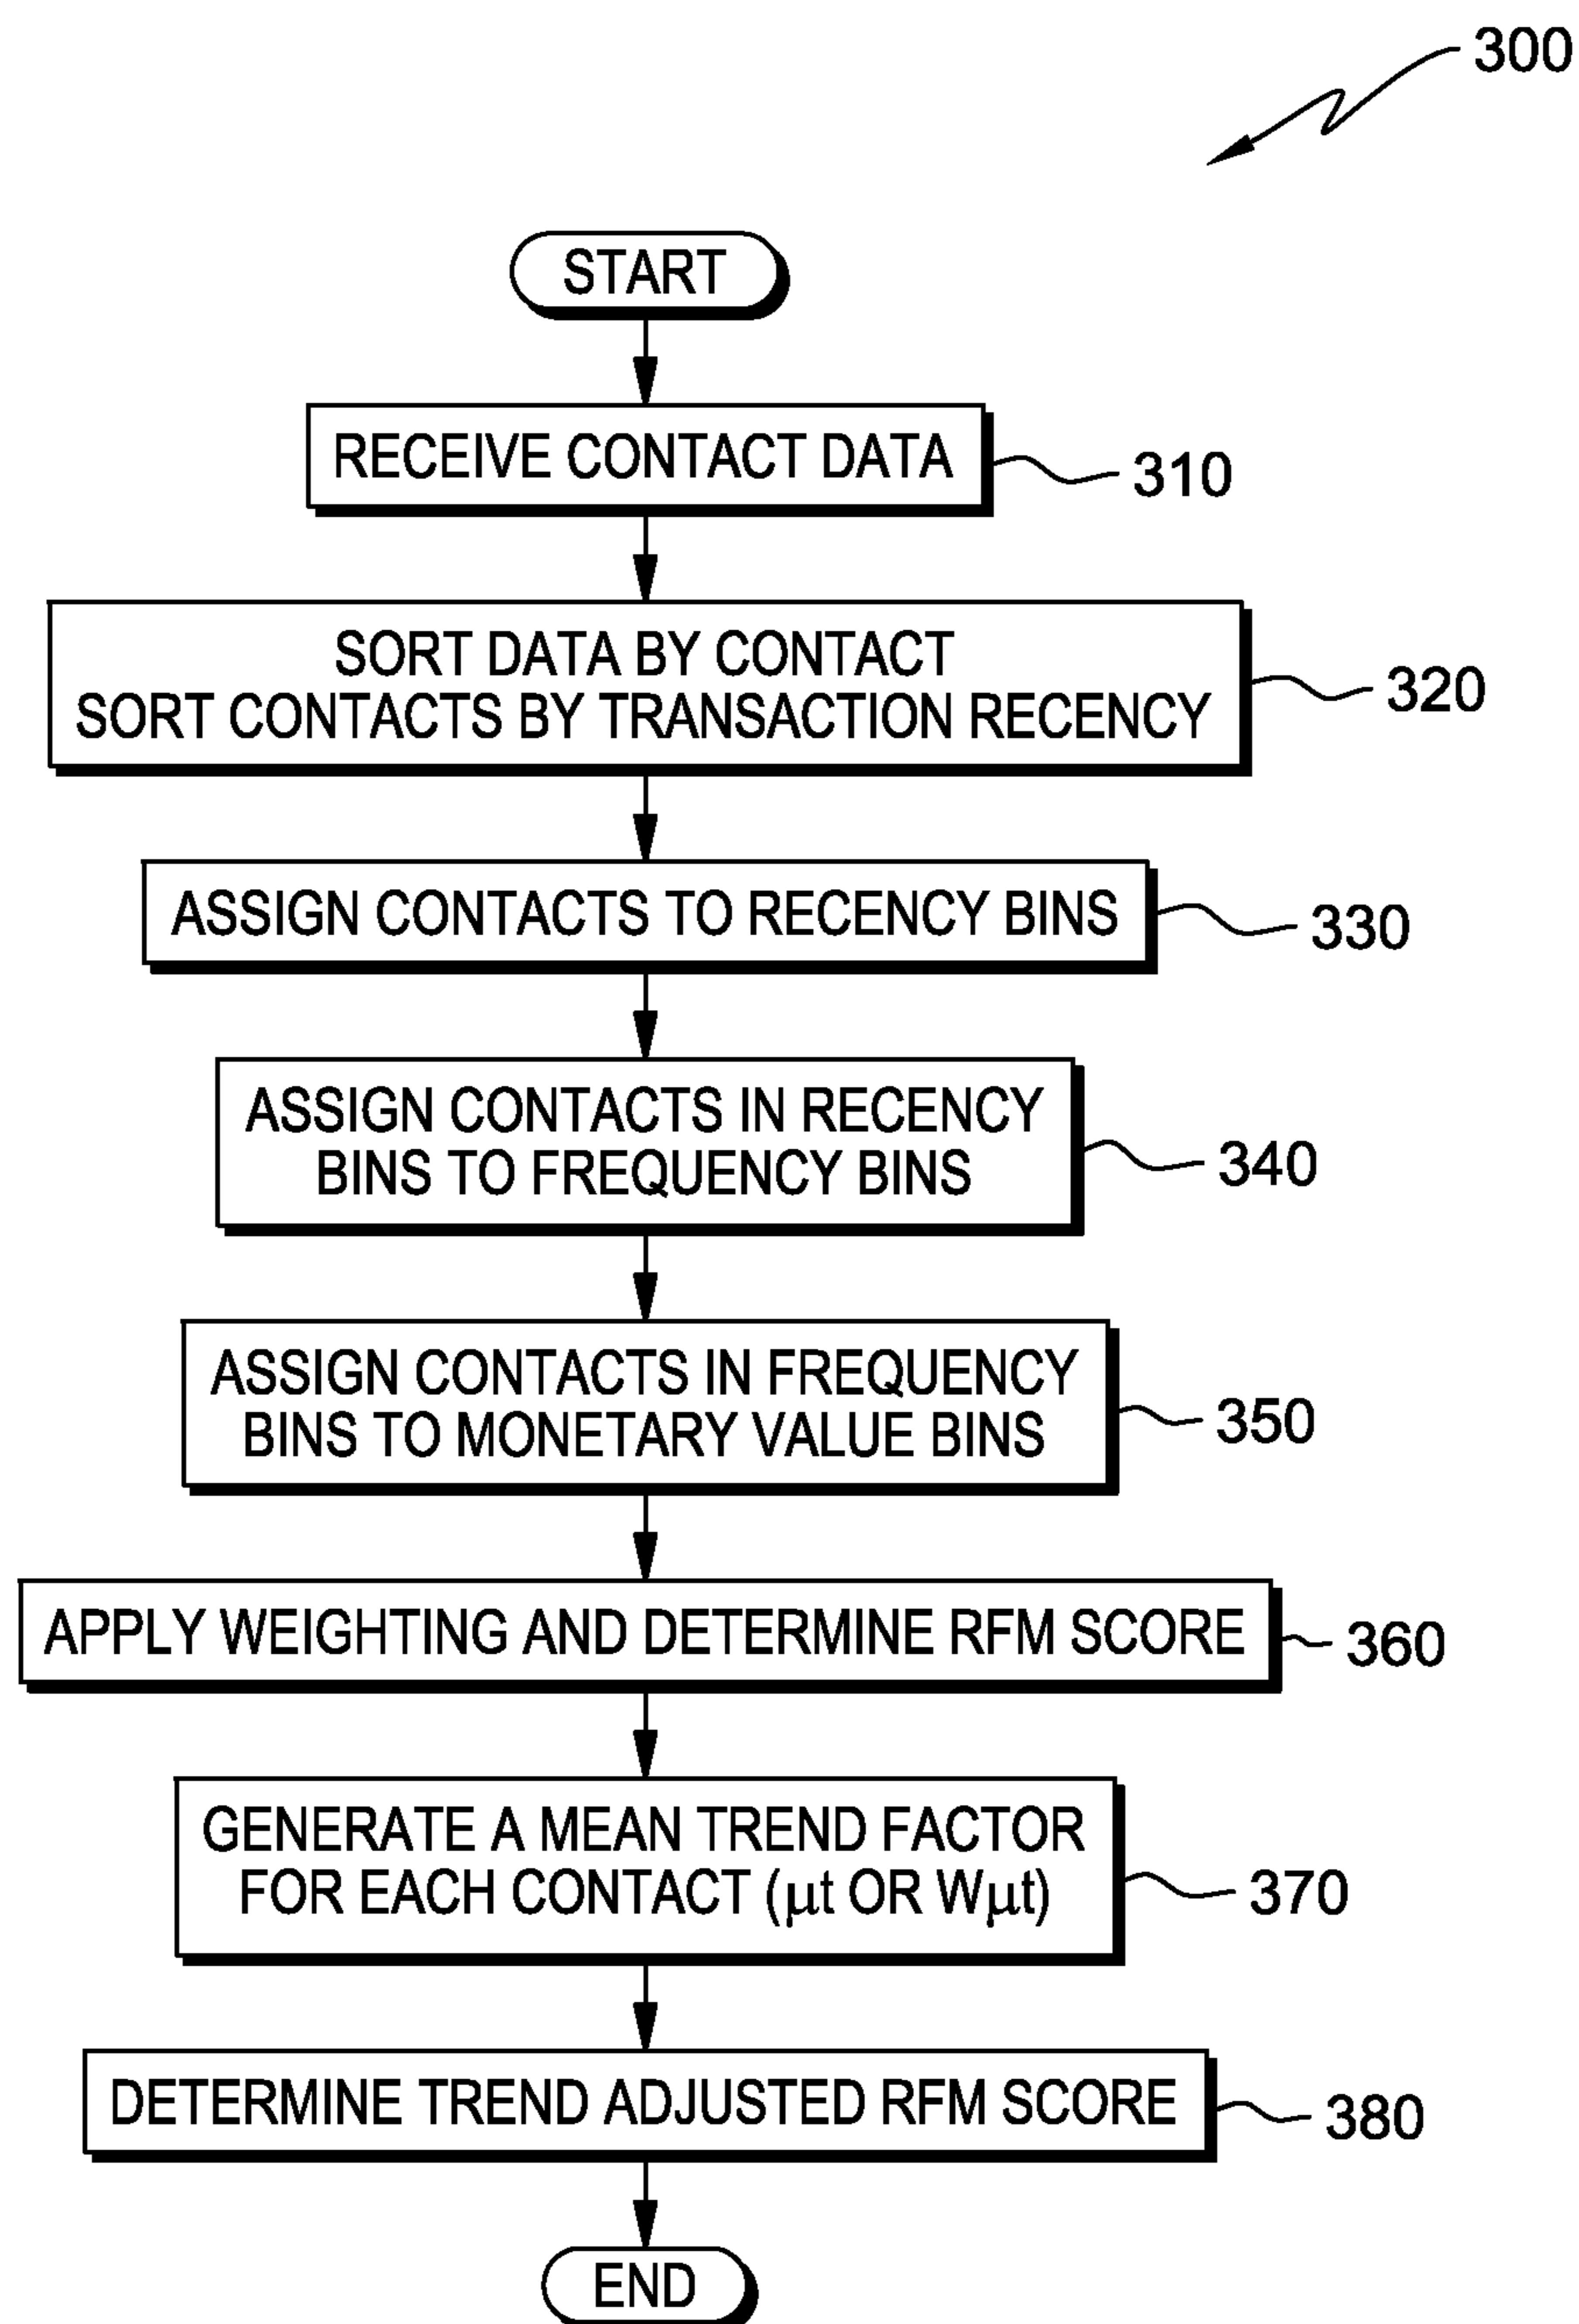 300
START
RECEIVE CONTACT DATA
310
SORT DATA BY CONTACT
SORT CONTACTS BY TRANSACTION RECENCY
320
ASSIGN CONTACTS TO RECENCY BINS
330
ASSIGN CONTACTS IN RECENCY
BINS TO FREQUENCY BINS
340
ASSIGN CONTACTS IN FREQUENCY
BINS TO MONETARY VALUE BINS
350
APPLY WEIGHTING AND DETERMINE RFM SCORE
360
GENERATE A MEAN TREND FACTOR
FOR EACH CONTACT (μt OR Wμt)
370
DETERMINE TREND ADJUSTED RFM SCORE
380
END